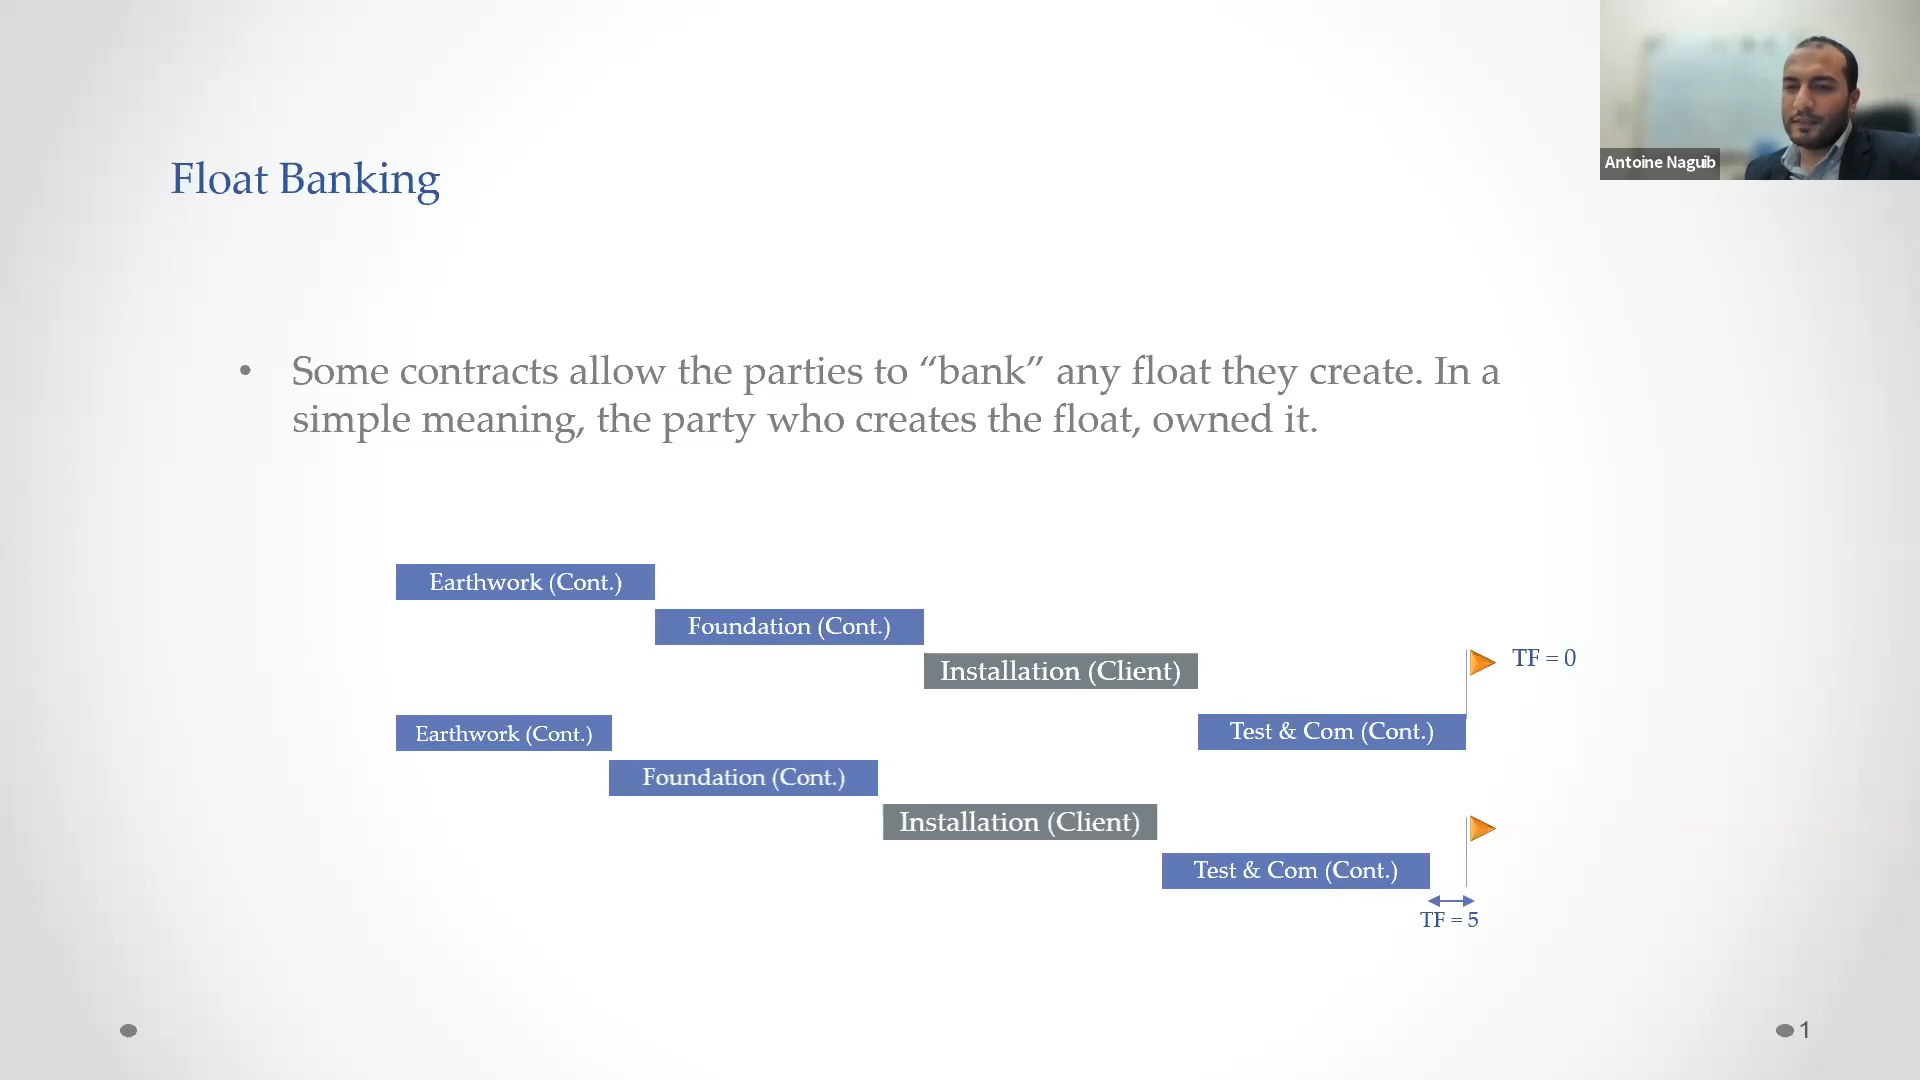 Antoine Naguib
Float Banking
• Some contracts allow the parties to “bank” any float they create. In a
simple meaning, the party who creates the float, owned it.
Earthwork (Cont.)
Foundation (Cont.)
Installation (Client)
TF = 0
Test & Com (Cont.)
Earthwork (Cont.)
Foundation (Cont.)
Installation (Client)
Test & Com (Cont.)
TF = 5
1